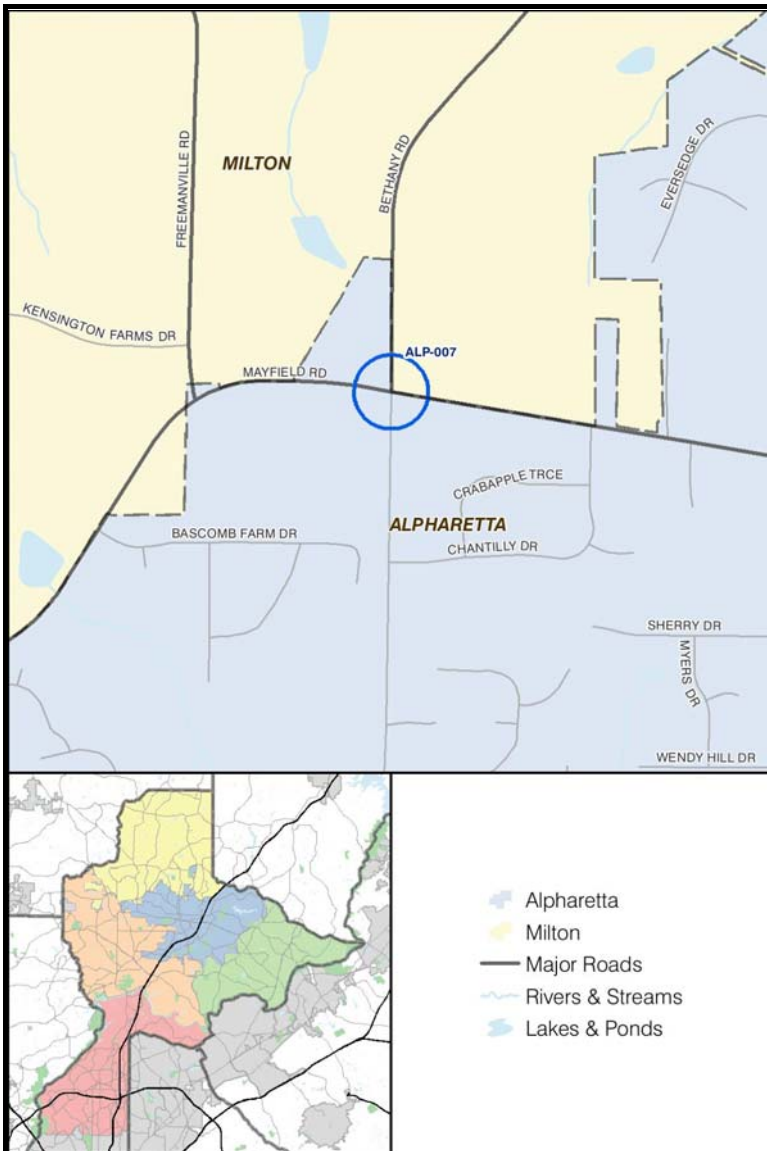 EVERSEDGE DR
BETHANY RD
FREEMANVILLE RD
MILTON
KENSINGTON FARMS DR
ALP-007
MAYFIELD RD
CRABAPPLE TRCE
ALPHARETTA
BASCOMB FARM DR
CHANTILLY DR
SHERRY DR
MYERS DR
WENDY HILL DR
Alpharetta
Milton
Major Roads
Rivers & Streams
Lakes & Ponds